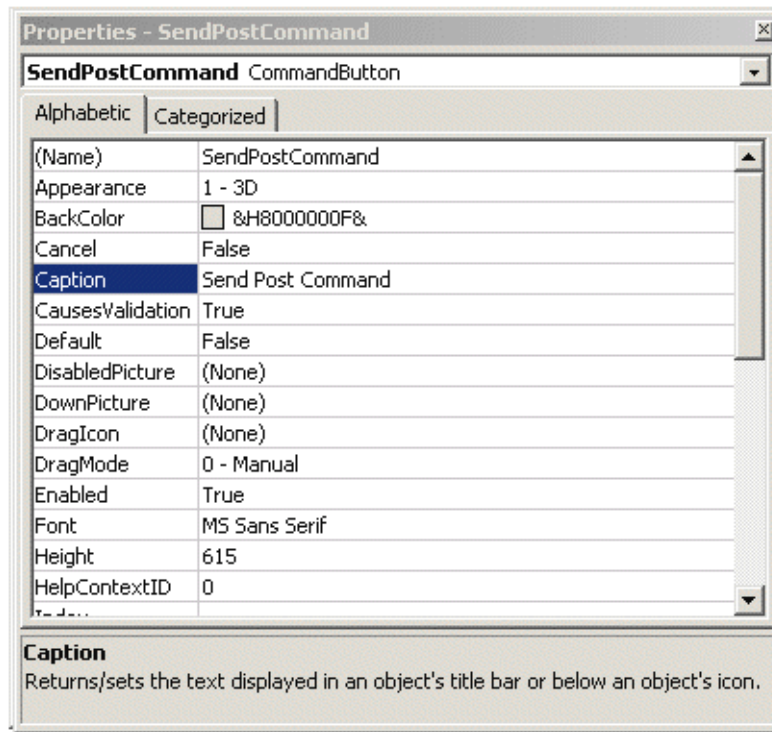 Properties - SendPostCommand
SendPostCommand CommandButton
Alphabetic Categorized
(Name) SendPostCommand
Appearance 1 - 3D
BackColor &H8000000F&
Cancel False
Caption Send Post Command
CausesValidation True
Default False
DisabledPicture (None)
DownPicture (None)
DragIcon (None)
DragMode 0 - Manual
Enabled True
Font MS Sans Serif
Height 615
HelpContextID 0
Caption
Returns/sets the text displayed in an object's title bar or below an object's icon.